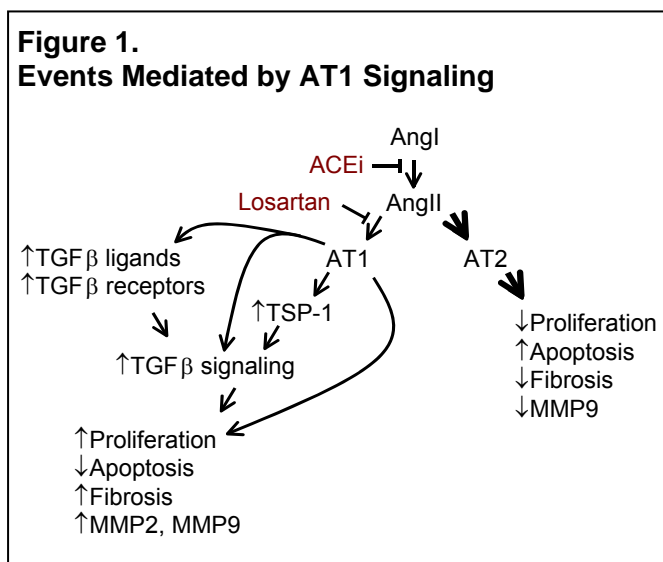 Figure 1.
Events Mediated by AT1 Signaling
AngI
ACEi
Losartan
AngII
↑TGFβ ligands
↑TGFβ receptors
AT1
AT2
↑TSP-1
↑TGFβ signaling
↓Proliferation
↑Apoptosis
↓Fibrosis
↓MMP9
↑Proliferation
↓Apoptosis
↑Fibrosis
↑MMP2, MMP9